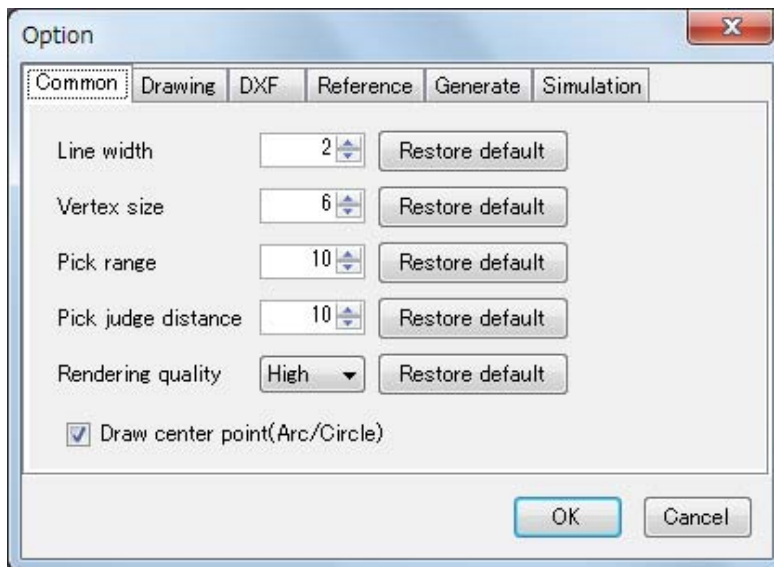 Option
Common Drawing DXF Reference Generate Simulation
Line width 2 Restore default
Vertex size 6 Restore default
Pick range 10 Restore default
Pick judge distance 10 Restore default
Rendering quality High Restore default
Draw center point(Arc/Circle)
OK Cancel